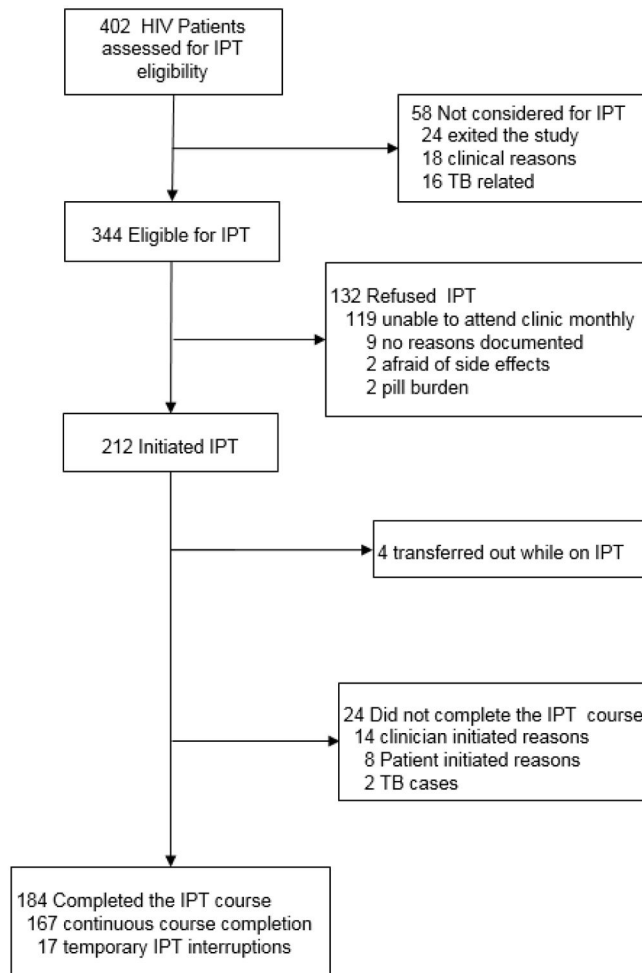 402 HIV Patients
assessed for IPT
eligibility
58 Not considered for IPT
24 exited the study
18 clinical reasons
16 TB related
344 Eligible for IPT
132 Refused IPT
119 unable to attend clinic monthly
9 no reasons documented
2 afraid of side effects
2 pill burden
212 Initiated IPT
4 transferred out while on IPT
24 Did not complete the IPT course
14 clinician initiated reasons
8 Patient initiated reasons
2 TB cases
184 Completed the IPT course
167 continuous course completion
17 temporary IPT interruptions